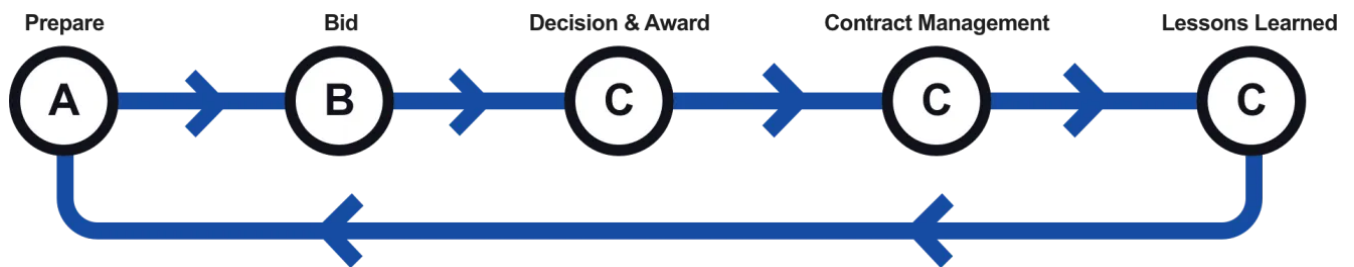 Prepare
Bid
Decision & Award
Contract Management
Lessons Learned
A
B
C
C
C